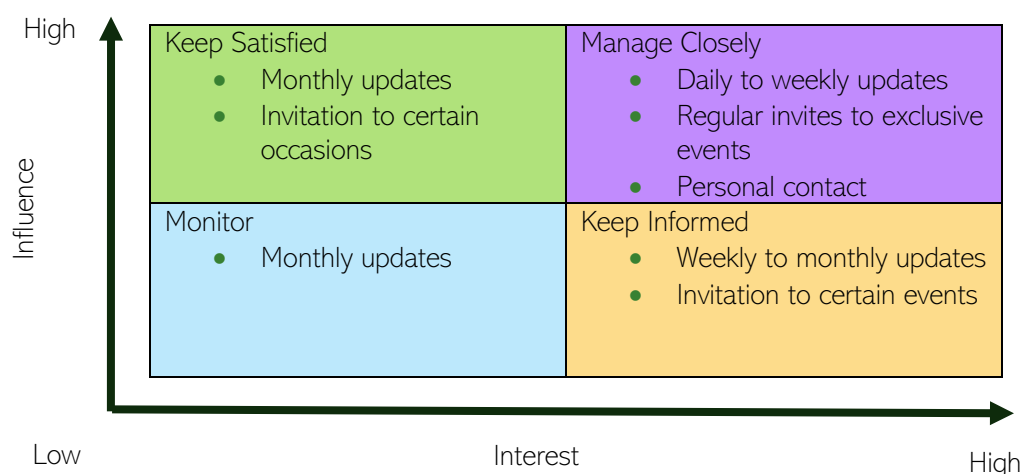 High
Keep Satisfied
● Monthly updates
● Invitation to certain
occasions
Manage Closely
● Daily to weekly updates
● Regular invites to exclusive
events
● Personal contact
Influence
Monitor
● Monthly updates
Keep Informed
● Weekly to monthly updates
● Invitation to certain events
Low
Interest
High